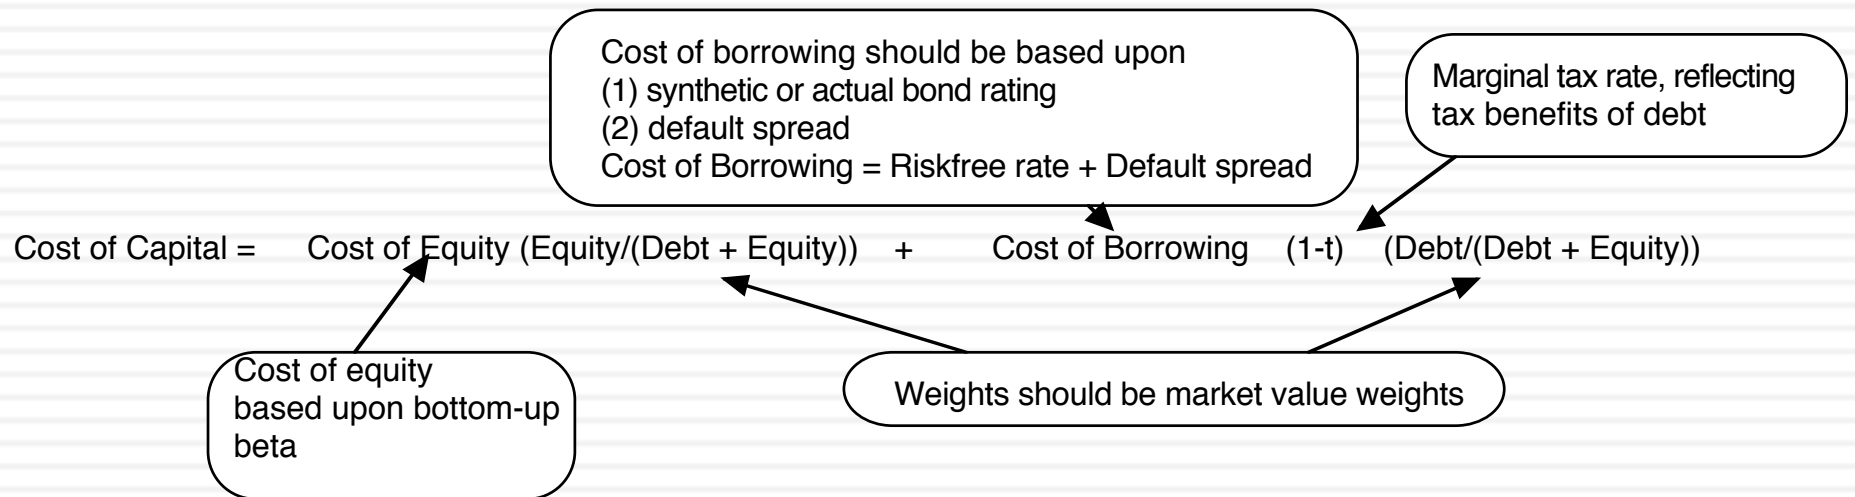 Cost of borrowing should be based upon
(1) synthetic or actual bond rating
(2) default spread
Cost of Borrowing = Riskfree rate + Default spread
Marginal tax rate, reflecting
tax benefits of debt
Cost of Capital = Cost of Equity (Equity/(Debt + Equity)) + Cost of Borrowing (1-t) (Debt/(Debt + Equity))
Cost of equity
based upon bottom-up
beta
Weights should be market value weights